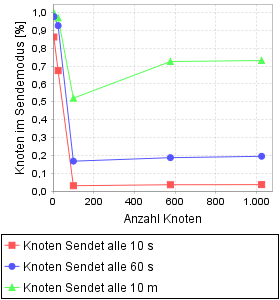 Knoten im Sendemodus [%]
1,0
0,9
0,8
0,7
0,6
0,5
0,4
0,3
0,2
0,1
0,0
0 200 400 600 800 1.000
Anzahl Knoten
Knoten Sendet alle 10 s
Knoten Sendet alle 60 s
Knoten Sendet alle 10 m